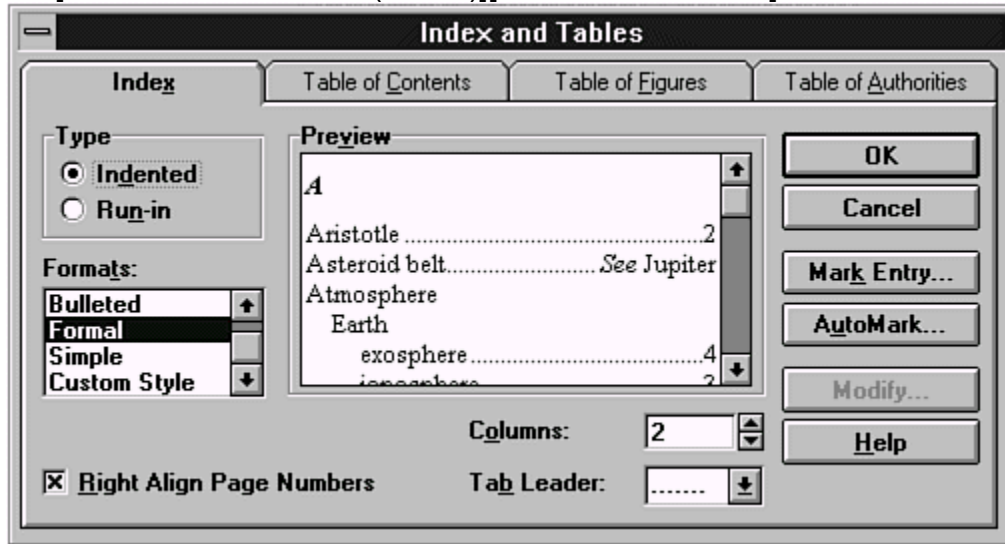 Index and Tables
Index Table of Contents Table of Figures Table of Authorities
Type
Indented
Run-in
Formats:
Bulleted
Formal
Simple
Custom Style
Preview
A
Aristotle ............................................2
Asteroid belt........................See Jupiter
Atmosphere
Earth
exosphere...................................4
OK
Cancel
Mark Entry...
AutoMark...
Modify...
Help
Columns: 2
Right Align Page Numbers
Tab Leader: .......